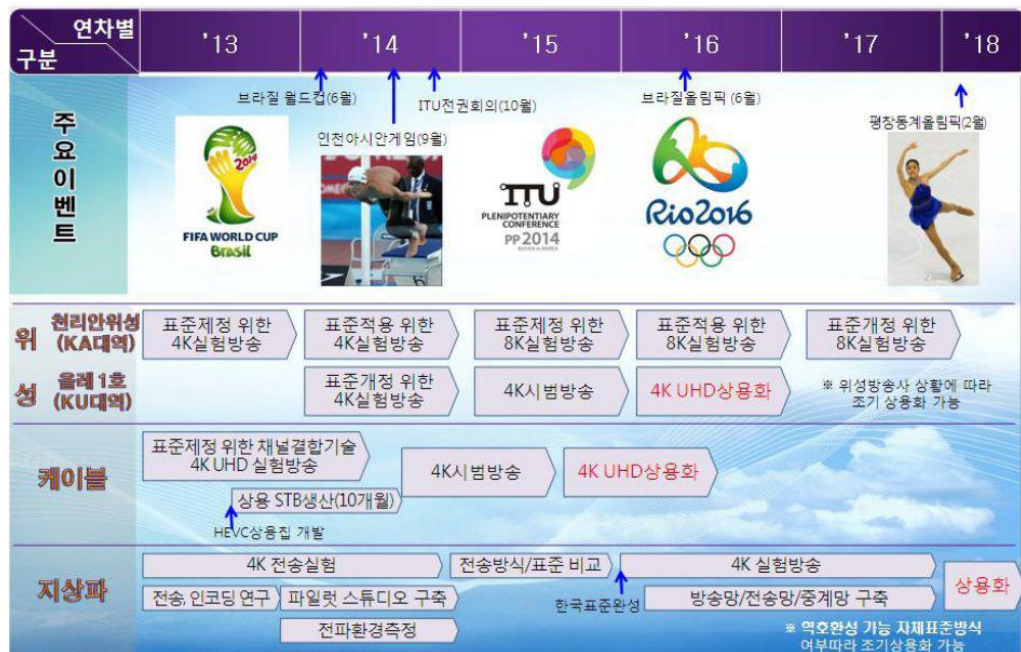 연차별
구분
'13
'14
'15
'16
'17
'18
주요이벤트
브라질 월드컵(6월)
ITU전권회의(10월)
브라질올림픽 (6월)
인천아시안게임(9월)
평창동계올림픽(2월)
2014
FIFA WORLD CUP
Brasil
ITU
PLENIPOTENTIARY
CONFERENCE
PP2014
BUSAN IN KOREA
Rio2016
위성
천리안위성
(KA대역)
표준제정 위한
4K실험방송
표준적용 위한
4K실험방송
표준제정 위한
8K실험방송
표준적용 위한
8K실험방송
표준개정 위한
8K실험방송
올레 1호
(KU대역)
표준개정 위한
4K실험방송
4K시범방송
4K UHD상용화
※ 위성방송사 상황에 따라
조기 상용화 가능
케이블
표준제정 위한 채널결합기술
4K UHD 실험방송
4K시범방송
4K UHD상용화
상용 STB생산(10개월)
HEVC상용칩 개발
지상파
4K 전송실험
전송방식/표준 비교
4K 실험방송
상용화
전송, 인코딩 연구
파일럿 스튜디오 구축
한국표준완성
방송망/전송망/중계망 구축
전파환경측정
※ 역호환성 가능 자체표준방식
여부따라 조기상용화 가능